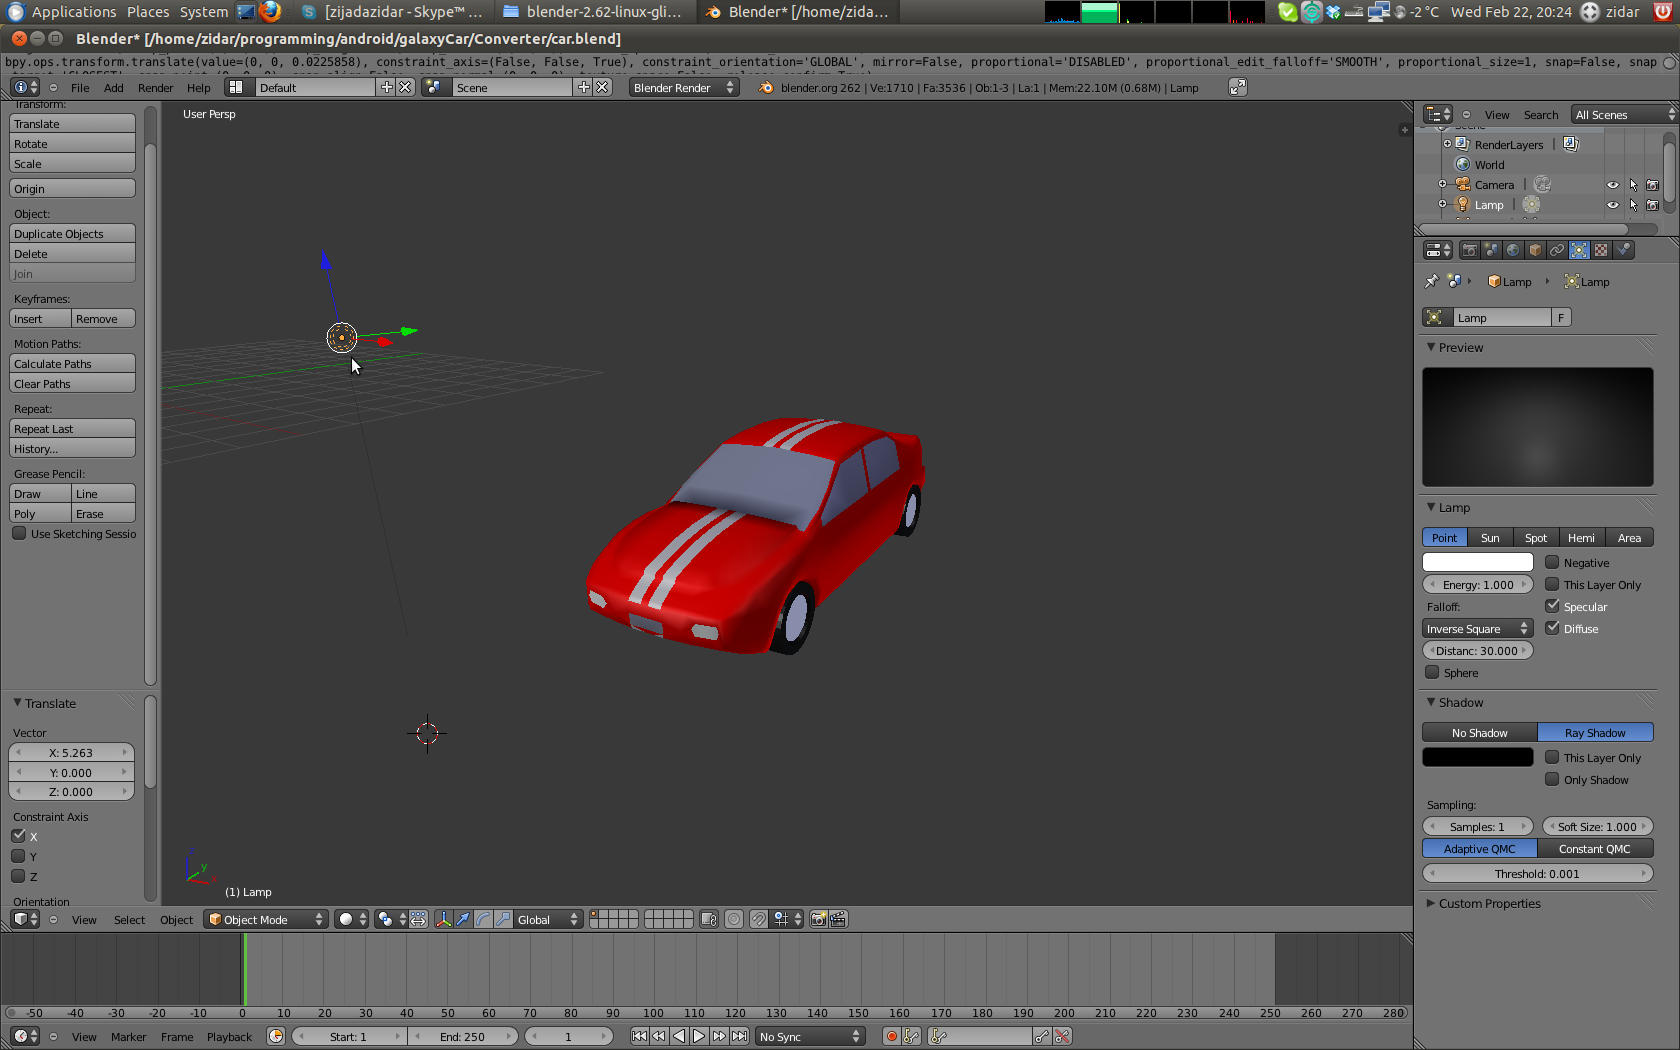 Applications Places System [zijadazidar - Skype™ ... blender-2.62-linux-gli... Blender* [/home/zida... -2 °C Wed Feb 22, 20:24 zidar
Blender* [/home/zidar/programming/android/galaxyCar/Converter/car.blend]
bpy.ops.transform.translate(value=(0, 0, 0.0225858), constraint_axis=(False, False, True), constraint_orientation='GLOBAL', mirror=False, proportional='DISABLED', proportional_edit_falloff='SMOOTH', proportional_size=1, snap=False, snap
File Add Render Help Default Scene Blender Render blender.org 262 | Ve:1710 | Fa:3536 | Ob:1-3 | La:1 | Mem:22.10M (0.68M) | Lamp
Transform:
Translate
Rotate
Scale
Origin
Object:
Duplicate Objects
Delete
Join
Keyframes:
Insert Remove
Motion Paths:
Calculate Paths
Clear Paths
Repeat:
Repeat Last
History...
Grease Pencil:
Draw Line
Poly Erase
Use Sketching Sessio
Translate
Vector
X: 5.263
Y: 0.000
Z: 0.000
Constraint Axis
X
Y
Z
Orientation
User Persp
y
x
(1) Lamp
View Select Object Object Mode Global
View Search All Scenes
Scene
RenderLayers |
World
Camera |
Lamp |
Lamp Lamp
Lamp F
Preview
Lamp
Point Sun Spot Hemi Area
Negative
Energy: 1.000 This Layer Only
Falloff: Specular
Inverse Square Diffuse
Distanc: 30.000
Sphere
Shadow
No Shadow Ray Shadow
This Layer Only
Only Shadow
Sampling:
Samples: 1 Soft Size: 1.000
Adaptive QMC Constant QMC
Threshold: 0.001
Custom Properties
-50 -40 -30 -20 -10 0 10 20 30 40 50 60 70 80 90 100 110 120 130 140 150 160 170 180 190 200 210 220 230 240 250 260 270 280
View Marker Frame Playback Start: 1 End: 250 1 No Sync